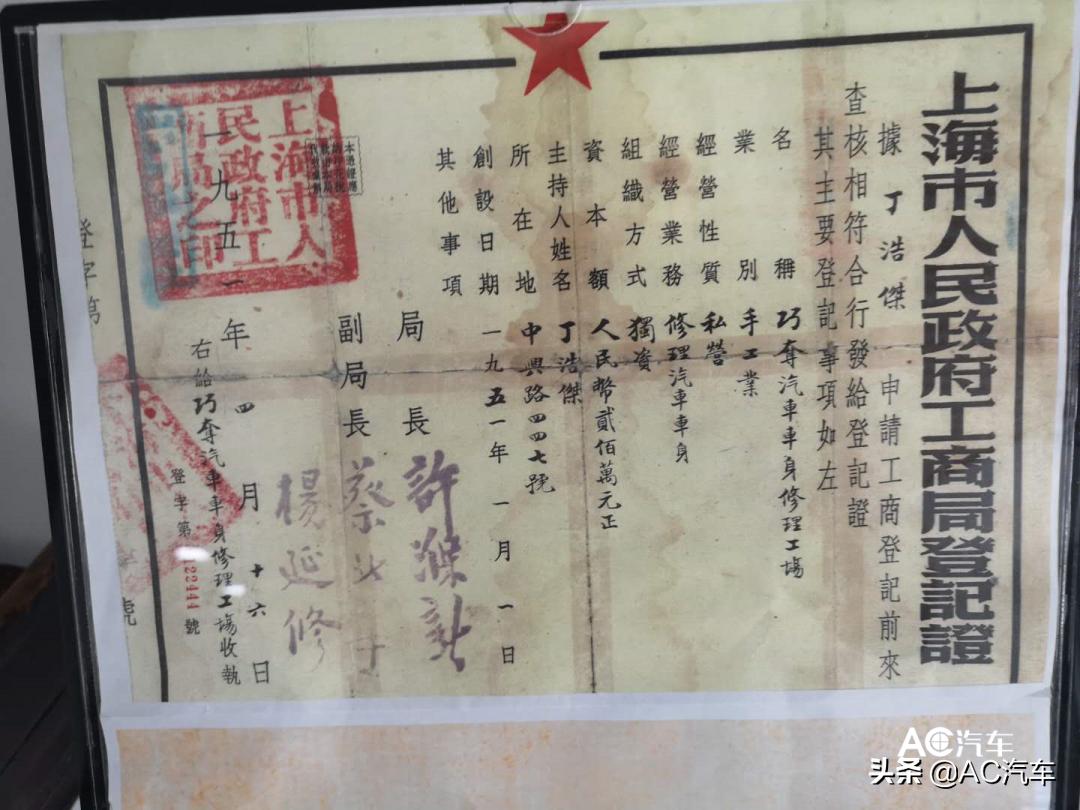 上海市人民政府工商局登記證
據丁浩傑申請工商登記前來
查核相符合行發給登記證
其主要登記事項如左
名稱 巧奪汽車車身修理工場
業別 手工業
經營性質 私營
經營業務 修理汽車車身
組織方式 獨資
資本額 人民幣貳佰萬元正
主持人姓名 丁浩傑
所在地 中興路四四七號
創設日期 一九五一年一月一日
其他事項
局長 許滌新
副局長
楊延修
上海市人
民政府工
商局之印
一九五一年四月十六日
右給巧奪汽車車身修理工場收執
登字第 號
登字第
號
AC汽车
头条 @AC汽车